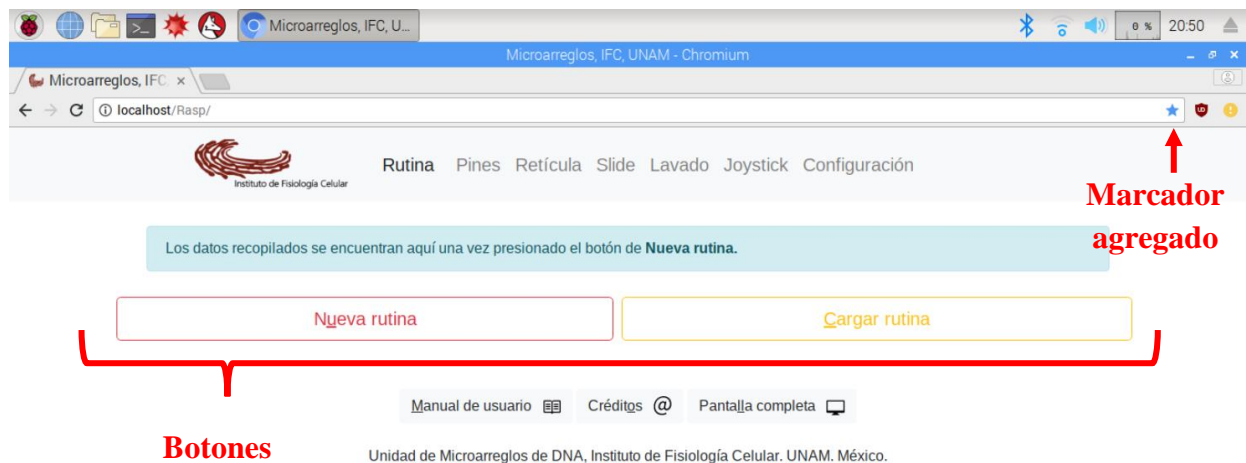 Microarreglos, IFC, U...
0 %
20:50
Microarreglos, IFC, UNAM - Chromium
Microarreglos, IFC
localhost/Rasp/
Instituto de Fisiología Celular
Rutina Pines Retícula Slide Lavado Joystick Configuración
Marcador
agregado
Los datos recopilados se encuentran aquí una vez presionado el botón de Nueva rutina.
Nueva rutina
Cargar rutina
Manual de usuario
Créditos @
Pantalla completa
Botones
Unidad de Microarreglos de DNA, Instituto de Fisiología Celular. UNAM. México.